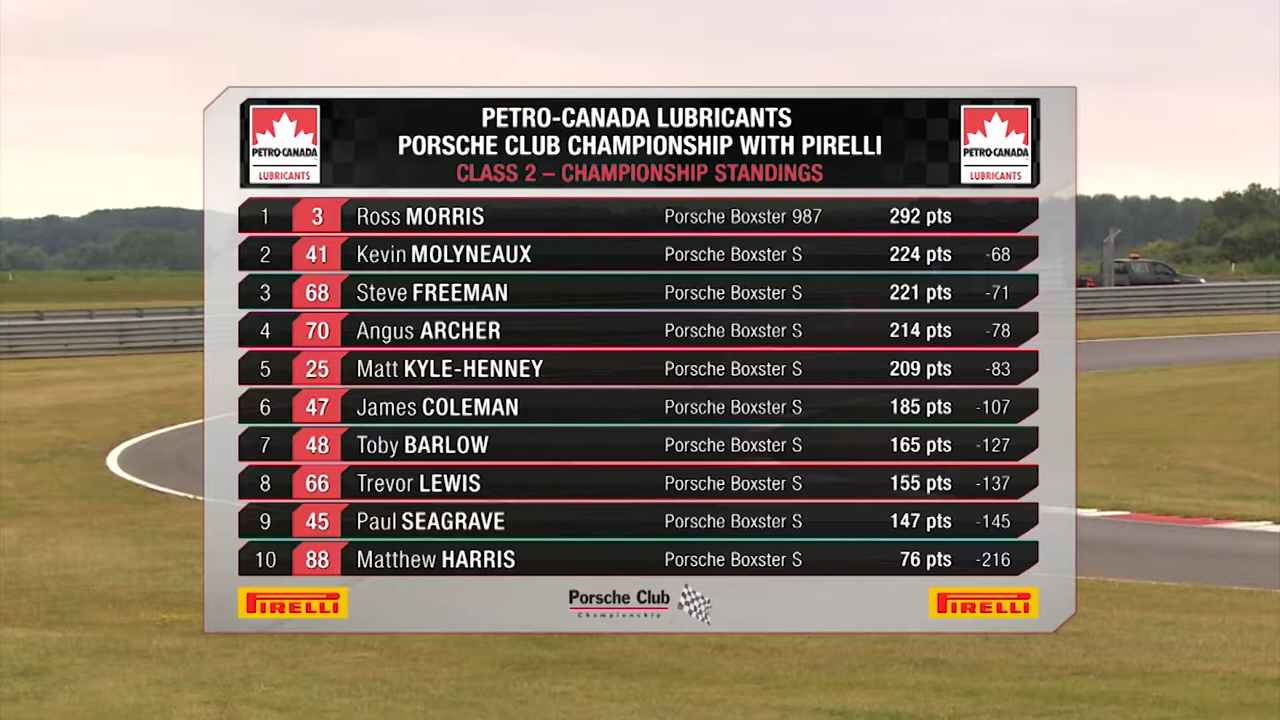 PETRO-CANADA LUBRICANTS
PORSCHE CLUB CHAMPIONSHIP WITH PIRELLI
CLASS 2 – CHAMPIONSHIP STANDINGS
PETRO-CANADA
LUBRICANTS
PETRO-CANADA
LUBRICANTS
1 3 Ross MORRIS Porsche Boxster 987 292 pts
2 41 Kevin MOLYNEAUX Porsche Boxster S 224 pts -68
3 68 Steve FREEMAN Porsche Boxster S 221 pts -71
4 70 Angus ARCHER Porsche Boxster S 214 pts -78
5 25 Matt KYLE-HENNEY Porsche Boxster S 209 pts -83
6 47 James COLEMAN Porsche Boxster S 185 pts -107
7 48 Toby BARLOW Porsche Boxster S 165 pts -127
8 66 Trevor LEWIS Porsche Boxster S 155 pts -137
9 45 Paul SEAGRAVE Porsche Boxster S 147 pts -145
10 88 Matthew HARRIS Porsche Boxster S 76 pts -216
PIRELLI
Porsche Club
Championship
PIRELLI